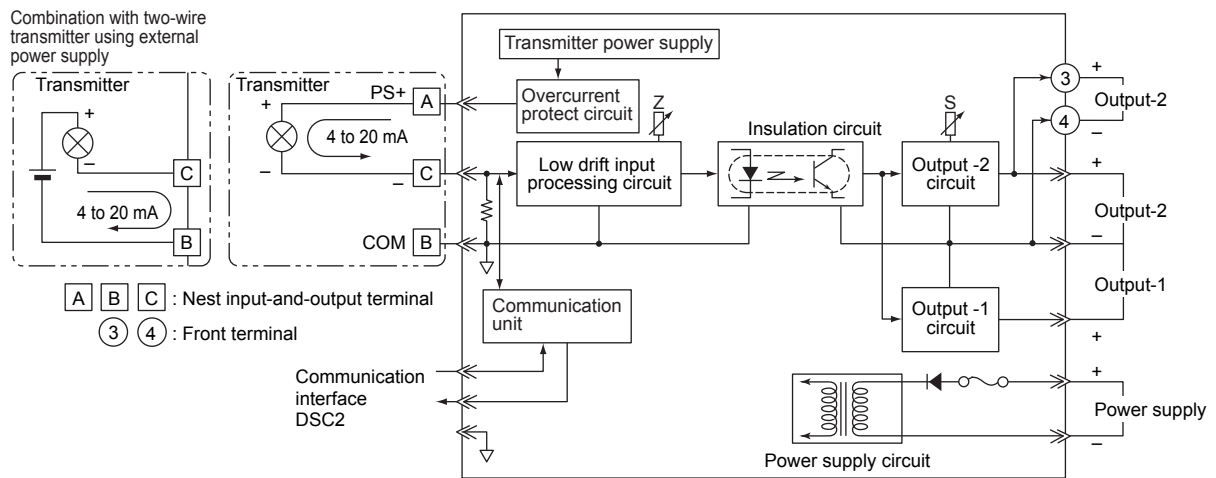 Combination with two-wire
transmitter using external
power supply
Transmitter
+
–
C
4 to 20 mA
B
Transmitter
PS+
A
+
4 to 20 mA
–
–
C
COM
B
Transmitter power supply
Overcurrent
protect circuit
Z
Low drift input
processing circuit
Insulation circuit
S
Output -2
circuit
Output -1
circuit
3
+
Output-2
4
–
+
Output-2
–
Output-1
+
A B C : Nest input-and-output terminal
3 4 : Front terminal
Communication
unit
Communication
interface
DSC2
Power supply circuit
+
Power supply
–